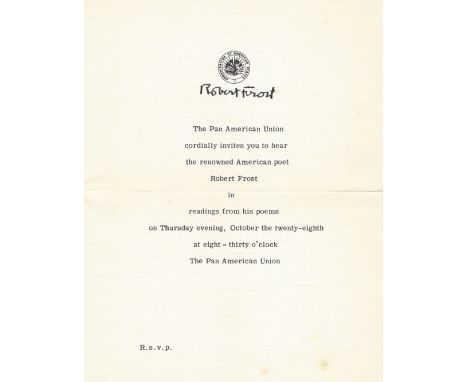 Robert Frost
The Pan American Union
cordially invites you to hear
the renowned American poet
Robert Frost
in
readings from his poems
on Thursday evening, October the twenty-eighth
at eight-thirty o'clock
The Pan American Union
R.s.v.p.